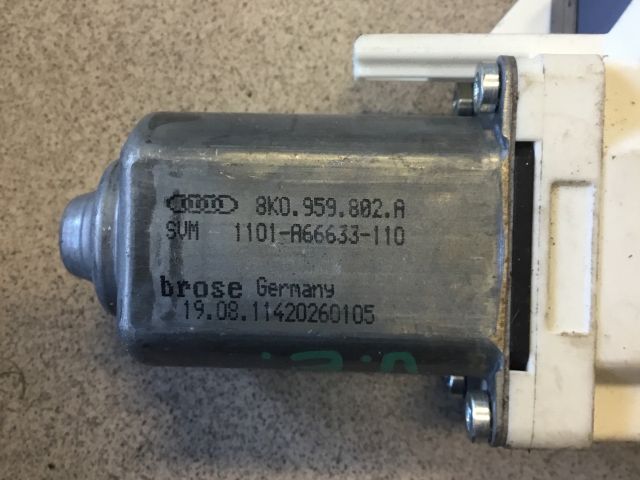 8K0.959.802.A
SVM 1101-A66633-110
brose Germany
19.08.11420260105